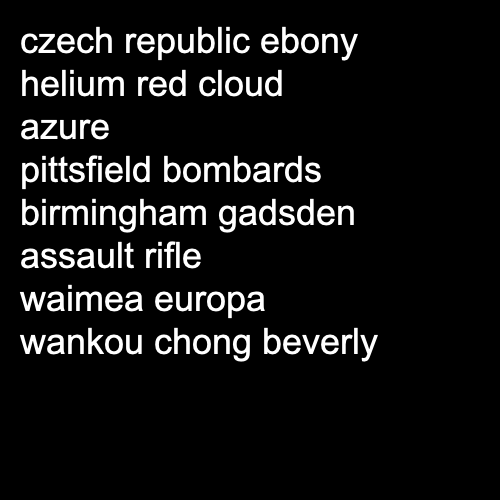 czech republic ebony
helium red cloud
azure
pittsfield bombards
birmingham gadsden
assault rifle
waimea europa
wankou chong beverly